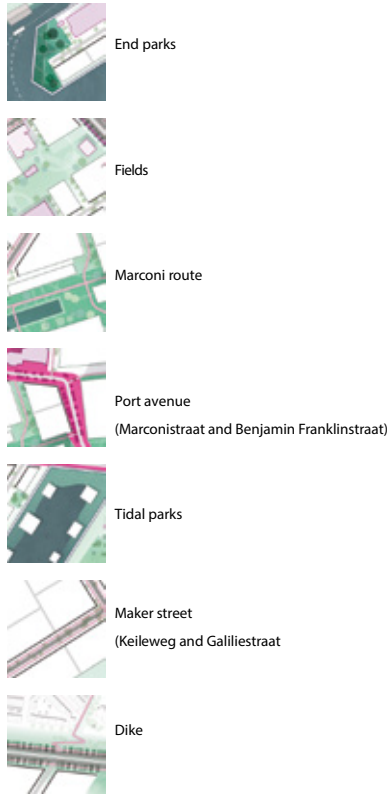 End parks
Fields
Marconi route
Port avenue
(Marconistraat and Benjamin Franklinstraat)
Tidal parks
Maker street
(Keileweg and Galiliestraat
Dike